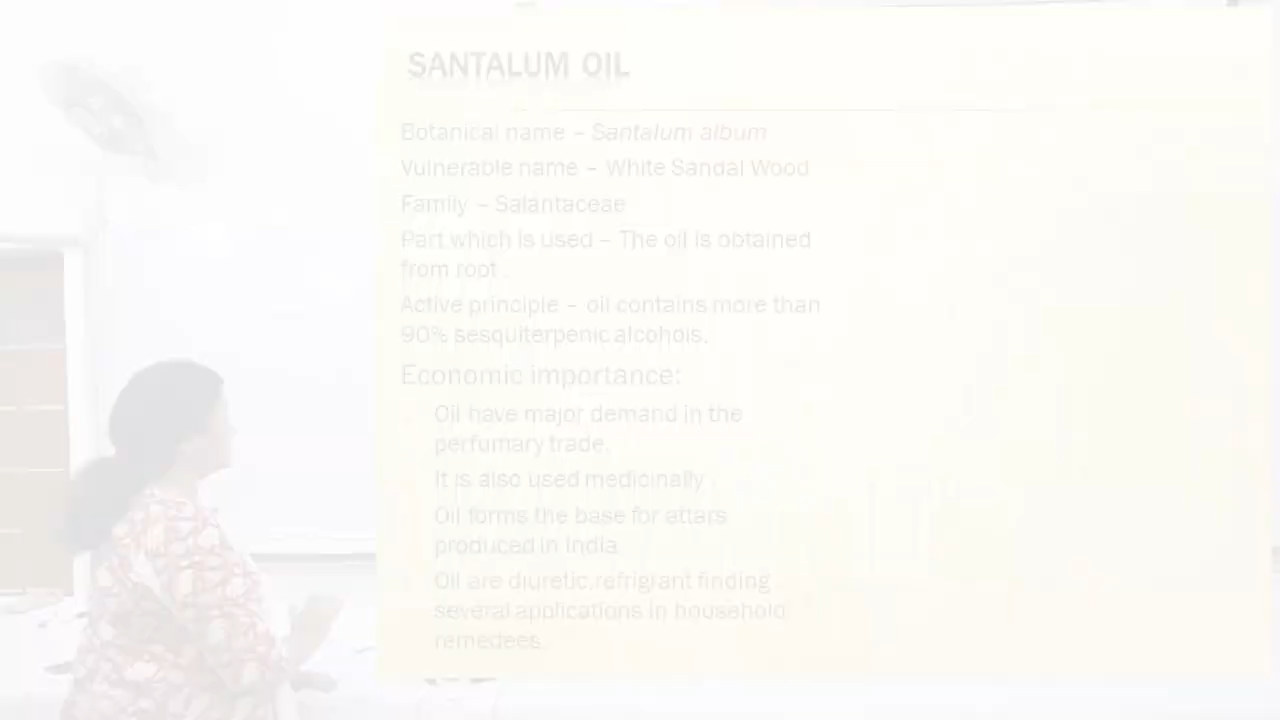 SANTALUM OIL
Botanical name – Santalum album
Vulnerable name – White Sandal Wood
Family – Salantaceae
Part which is used – The oil is obtained
from root .
Active principle – oil contains more than
90% sesquiterpenic alcohols.
Economic importance:
Oil have major demand in the
perfumary trade.
It is also used medicinally .
Oil forms the base for attars
produced in India.
Oil are diuretic,refrigrant finding
several applications in household
remedees.